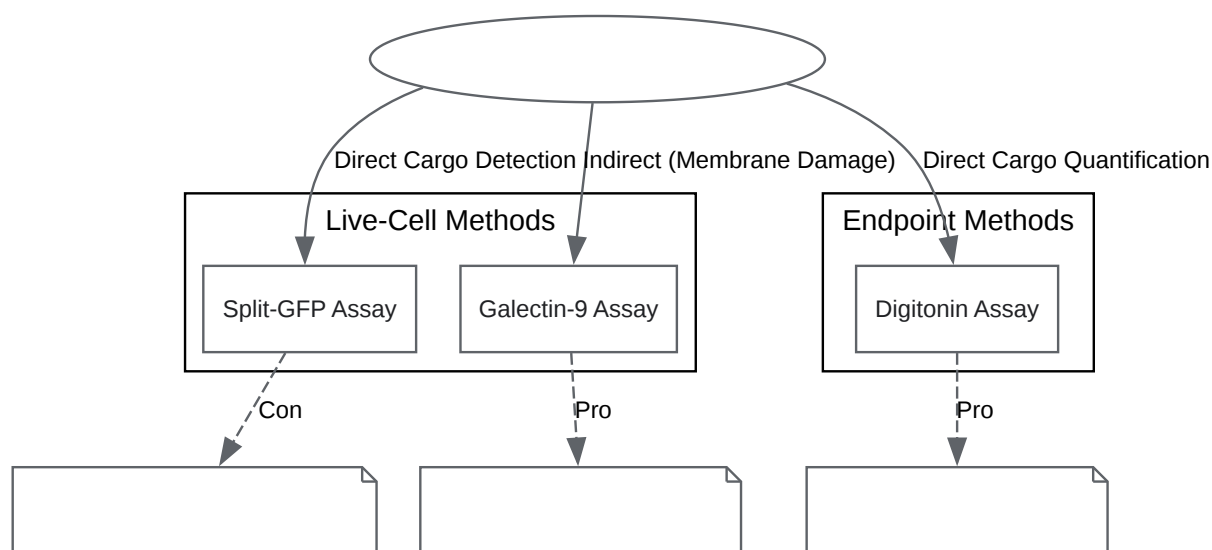 Direct Cargo Detection
Indirect (Membrane Damage)
Direct Cargo Quantification
Live-Cell Methods
Endpoint Methods
Split-GFP Assay
Galectin-9 Assay
Digitonin Assay
Con
Pro
Pro